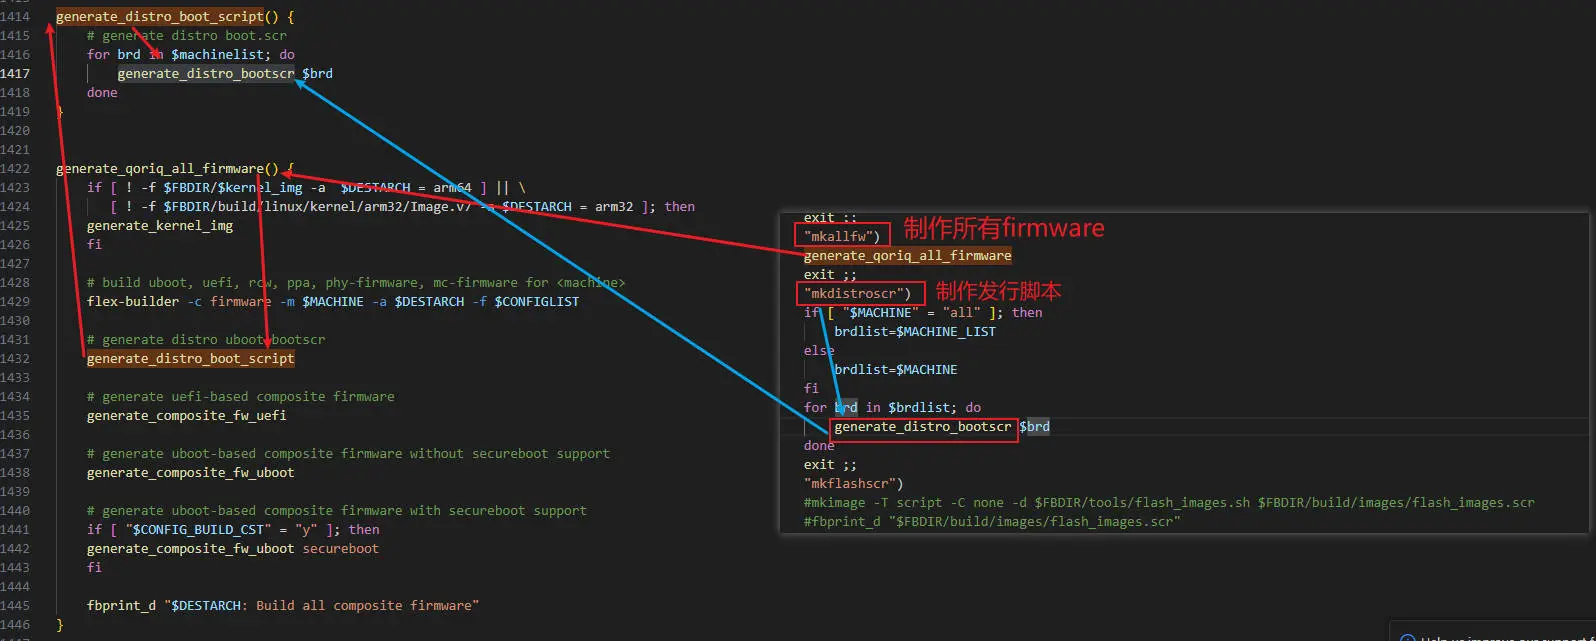 1414 generate_distro_boot_script() {
1415 # generate distro boot.scr
1416 for brd in $machinelist; do
1417 generate_distro_bootscr $brd
1418 done
1419 }
1420
1421
1422 generate_qoriq_all_firmware() {
1423 if [ ! -f $FBDIR/$kernel_img -a $DESTARCH = arm64 ] || \
1424 [ ! -f $FBDIR/build/linux/kernel/arm32/Image.v7 -a $DESTARCH = arm32 ]; then
1425 generate_kernel_img
1426 fi
1427
1428 # build uboot, uefi, rcw, ppa, phy-firmware, mc-firmware for <machine>
1429 flex-builder -c firmware -m $MACHINE -a $DESTARCH -f $CONFIGLIST
1430
1431 # generate distro uboot bootscr
1432 generate_distro_boot_script
1433
1434 # generate uefi-based composite firmware
1435 generate_composite_fw_uefi
1436
1437 # generate uboot-based composite firmware without secureboot support
1438 generate_composite_fw_uboot
1439
1440 # generate uboot-based composite firmware with secureboot support
1441 if [ "$CONFIG_BUILD_CST" = "y" ]; then
1442 generate_composite_fw_uboot secureboot
1443 fi
1444
1445 fbprint_d "$DESTARCH: Build all composite firmware"
1446 }
exit ;;
"mkallfw") 制作所有firmware
generate_qoriq_all_firmware
exit ;;
"mkdistroscr") 制作发行脚本
if [ "$MACHINE" = "all" ]; then
brdlist=$MACHINE_LIST
else
brdlist=$MACHINE
fi
for brd in $brdlist; do
generate_distro_bootscr $brd
done
exit ;;
"mkflashscr")
#mkimage -T script -C none -d $FBDIR/tools/flash_images.sh $FBDIR/build/images/flash_images.scr
#fbprint_d "$FBDIR/build/images/flash_images.scr"